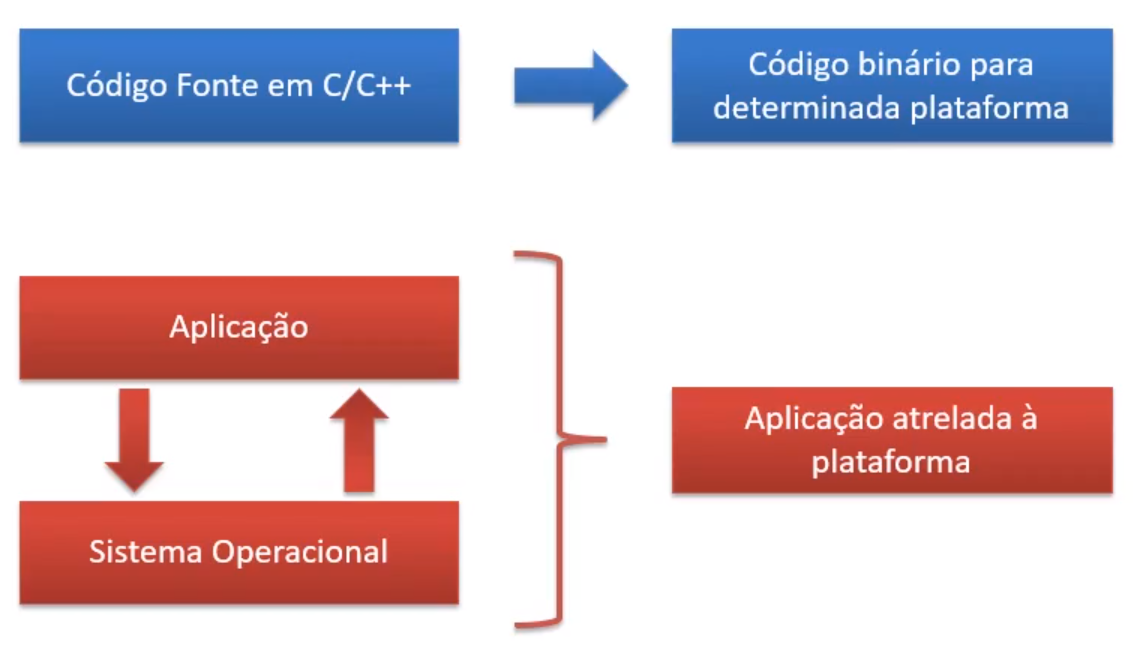 Código Fonte em C/C++
Código binário para
determinada plataforma
Aplicação
Sistema Operacional
Aplicação atrelada à
plataforma